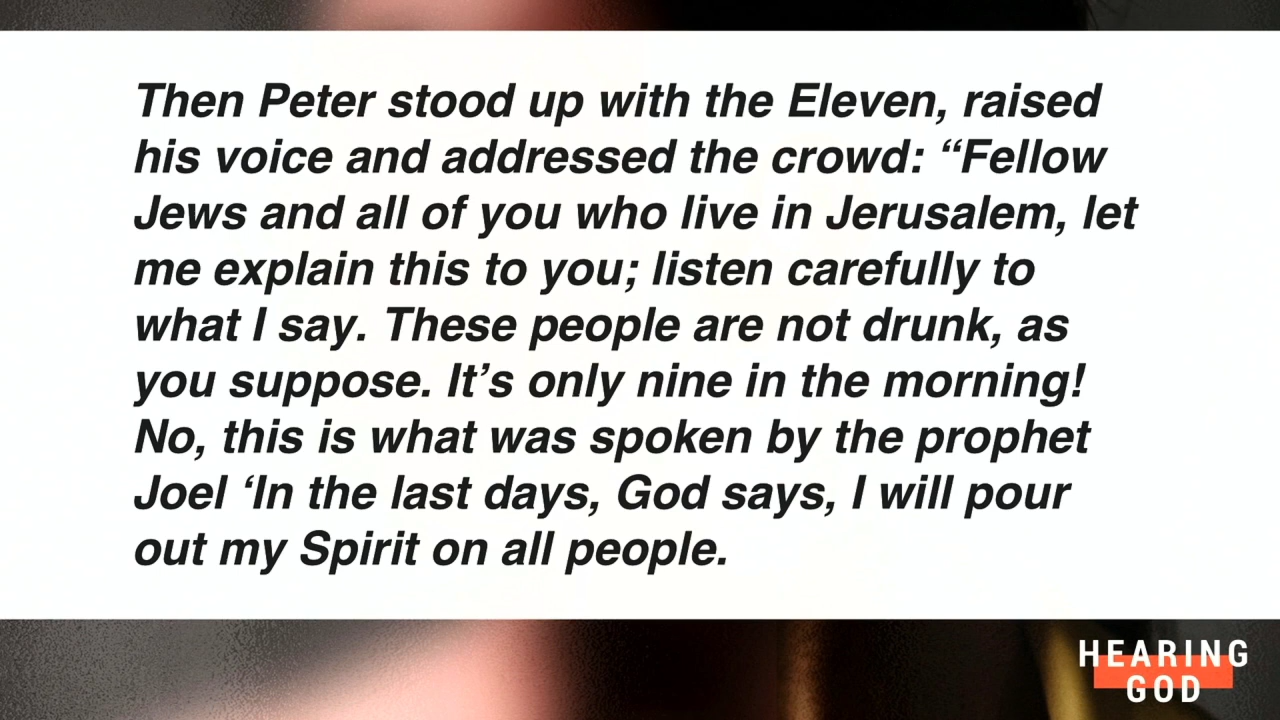 Then Peter stood up with the Eleven, raised
his voice and addressed the crowd: “Fellow
Jews and all of you who live in Jerusalem, let
me explain this to you; listen carefully to
what I say. These people are not drunk, as
you suppose. It’s only nine in the morning!
No, this is what was spoken by the prophet
Joel ‘In the last days, God says, I will pour
out my Spirit on all people.
HEARING
GOD